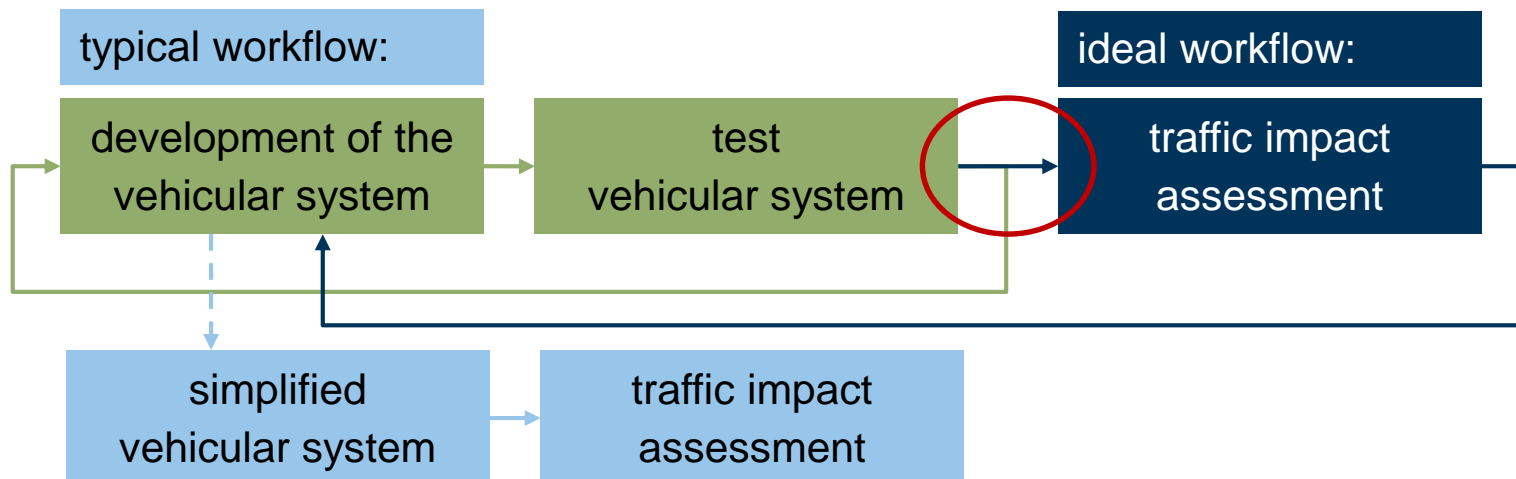 typical workflow:
ideal workflow:
development of the
vehicular system
test
vehicular system
traffic impact
assessment
simplified
vehicular system
traffic impact
assessment